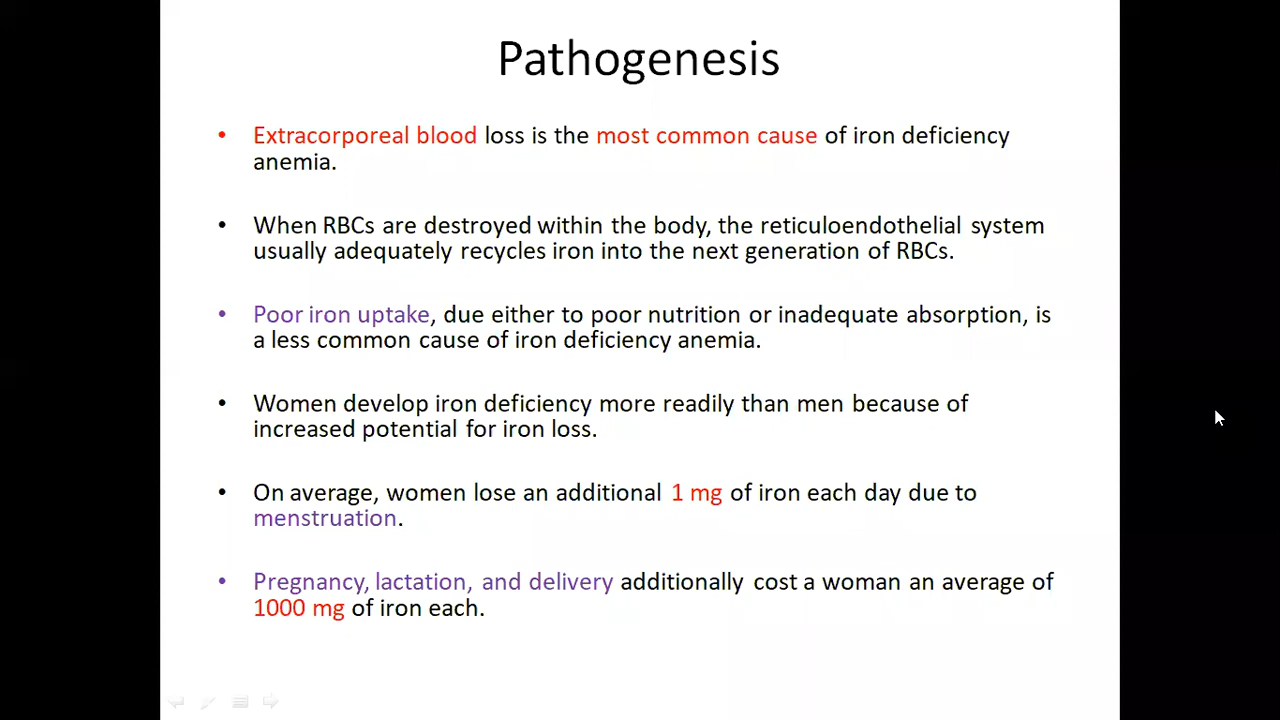 Pathogenesis
• Extracorporeal blood loss is the most common cause of iron deficiency
anemia.
• When RBCs are destroyed within the body, the reticuloendothelial system
usually adequately recycles iron into the next generation of RBCs.
• Poor iron uptake, due either to poor nutrition or inadequate absorption, is
a less common cause of iron deficiency anemia.
• Women develop iron deficiency more readily than men because of
increased potential for iron loss.
• On average, women lose an additional 1 mg of iron each day due to
menstruation.
• Pregnancy, lactation, and delivery additionally cost a woman an average of
1000 mg of iron each.